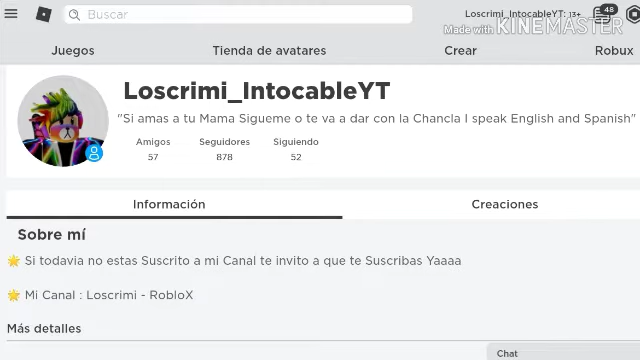 Buscar
Loscrimi_IntocableYT: 13+
48
Made with KINEMASTER
Juegos Tienda de avatares Crear Robux
Loscrimi_IntocableYT
"Si amas a tu Mama Sigueme o te va a dar con la Chancla I speak English and Spanish"
Amigos Seguidores Siguiendo
57 878 52
Información Creaciones
Sobre mí
🌟 Si todavia no estas Suscrito a mi Canal te invito a que te Suscribas Yaaaa
🌟 Mi Canal : Loscrimi - RobloX
Más detalles
Chat